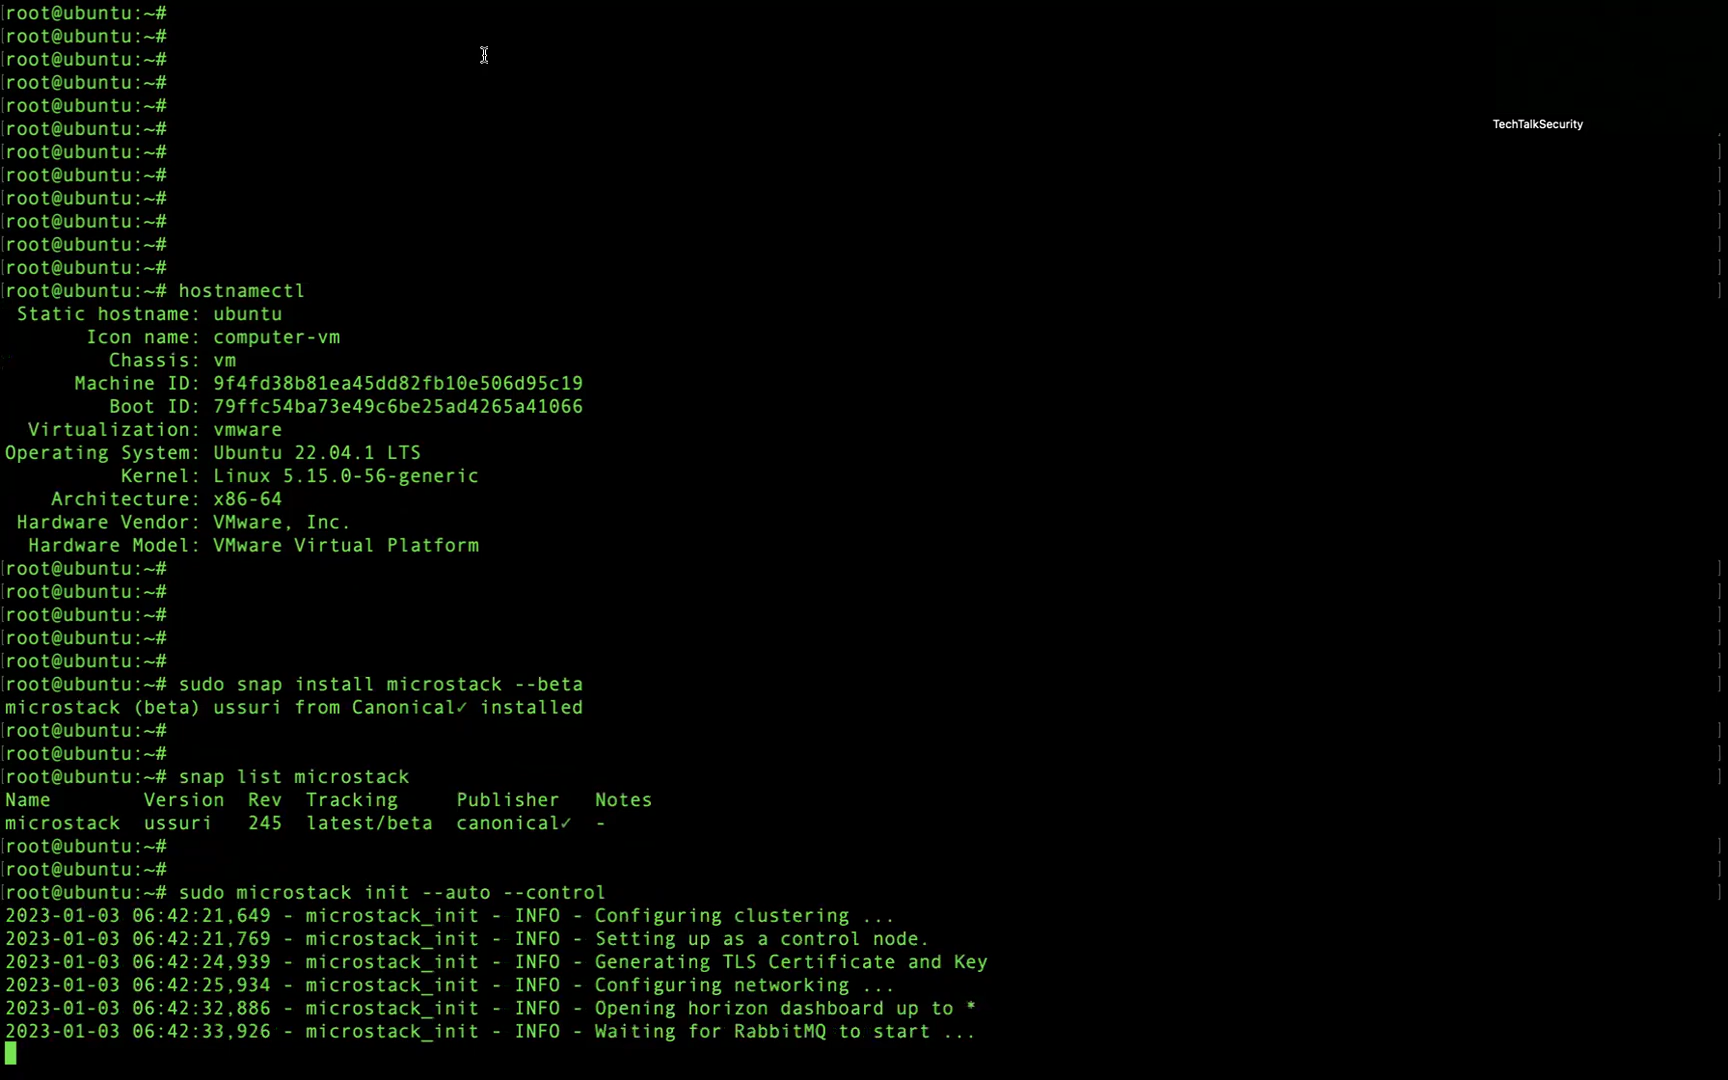 [root@ubuntu:~#
[root@ubuntu:~#
[root@ubuntu:~#
[root@ubuntu:~#
[root@ubuntu:~#
[root@ubuntu:~#
TechTalkSecurity
[root@ubuntu:~# ]
[root@ubuntu:~# ]
[root@ubuntu:~# ]
[root@ubuntu:~# ]
[root@ubuntu:~# ]
[root@ubuntu:~# ]
[root@ubuntu:~# hostnamectl ]
Static hostname: ubuntu
Icon name: computer-vm
Chassis: vm
Machine ID: 9f4fd38b81ea45dd82fb10e506d95c19
Boot ID: 79ffc54ba73e49c6be25ad4265a41066
Virtualization: vmware
Operating System: Ubuntu 22.04.1 LTS
Kernel: Linux 5.15.0-56-generic
Architecture: x86-64
Hardware Vendor: VMware, Inc.
Hardware Model: VMware Virtual Platform
[root@ubuntu:~# ]
[root@ubuntu:~# ]
[root@ubuntu:~# ]
[root@ubuntu:~# ]
[root@ubuntu:~# ]
[root@ubuntu:~# sudo snap install microstack --beta ]
microstack (beta) ussuri from Canonical✓ installed
[root@ubuntu:~# ]
[root@ubuntu:~# ]
[root@ubuntu:~# snap list microstack ]
Name Version Rev Tracking Publisher Notes
microstack ussuri 245 latest/beta canonical✓ -
[root@ubuntu:~# ]
[root@ubuntu:~# ]
[root@ubuntu:~# sudo microstack init --auto --control ]
2023-01-03 06:42:21,649 - microstack_init - INFO - Configuring clustering ...
2023-01-03 06:42:21,769 - microstack_init - INFO - Setting up as a control node.
2023-01-03 06:42:24,939 - microstack_init - INFO - Generating TLS Certificate and Key
2023-01-03 06:42:25,934 - microstack_init - INFO - Configuring networking ...
2023-01-03 06:42:32,886 - microstack_init - INFO - Opening horizon dashboard up to *
2023-01-03 06:42:33,926 - microstack_init - INFO - Waiting for RabbitMQ to start ...